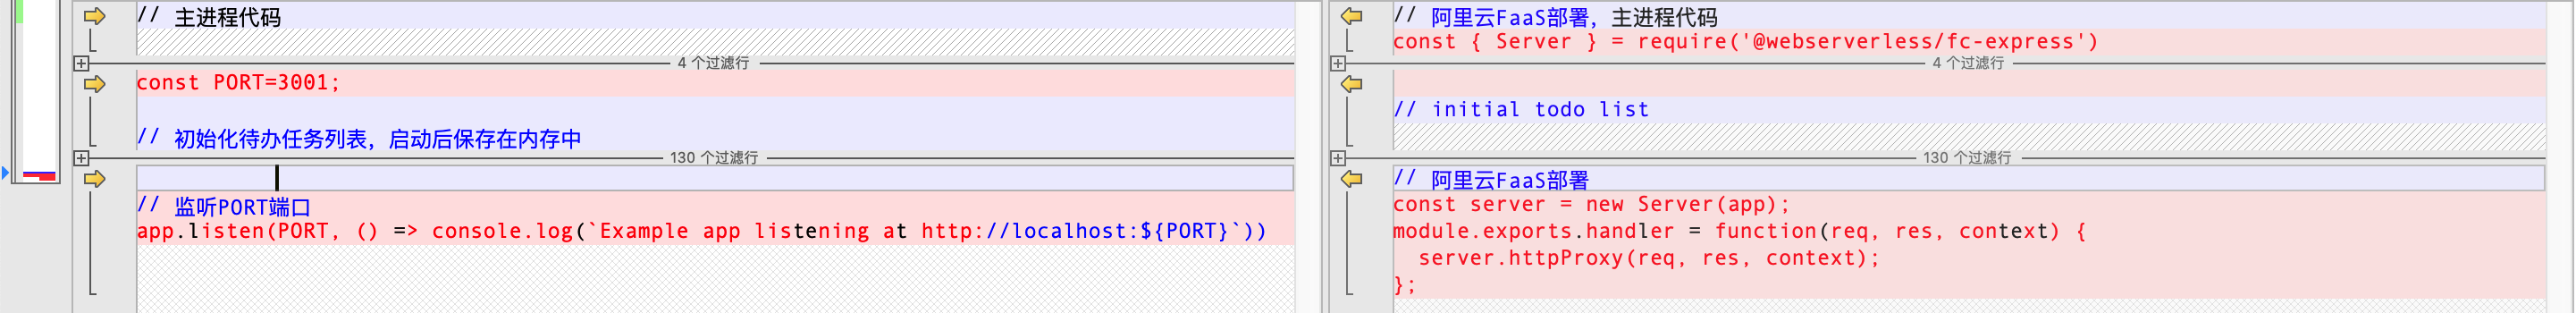 // 主进程代码
4 个过滤行
const PORT=3001;
// 初始化待办任务列表，启动后保存在内存中
130 个过滤行
// 监听PORT端口
app.listen(PORT, () => console.log(`Example app listening at http://localhost:${PORT}`))
// 阿里云FaaS部署，主进程代码
const { Server } = require('@webserverless/fc-express')
4 个过滤行
// initial todo list
130 个过滤行
// 阿里云FaaS部署
const server = new Server(app);
module.exports.handler = function(req, res, context) {
  server.httpProxy(req, res, context);
};